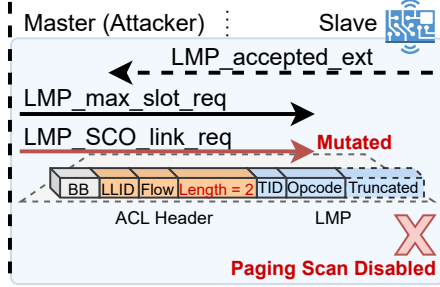 Master (Attacker) Slave
LMP_accepted_ext
LMP_max_slot_req
LMP_SCO_link_req
Mutated
BB LLID Flow Length = 2 TID Opcode Truncated
ACL Header LMP
Paging Scan Disabled